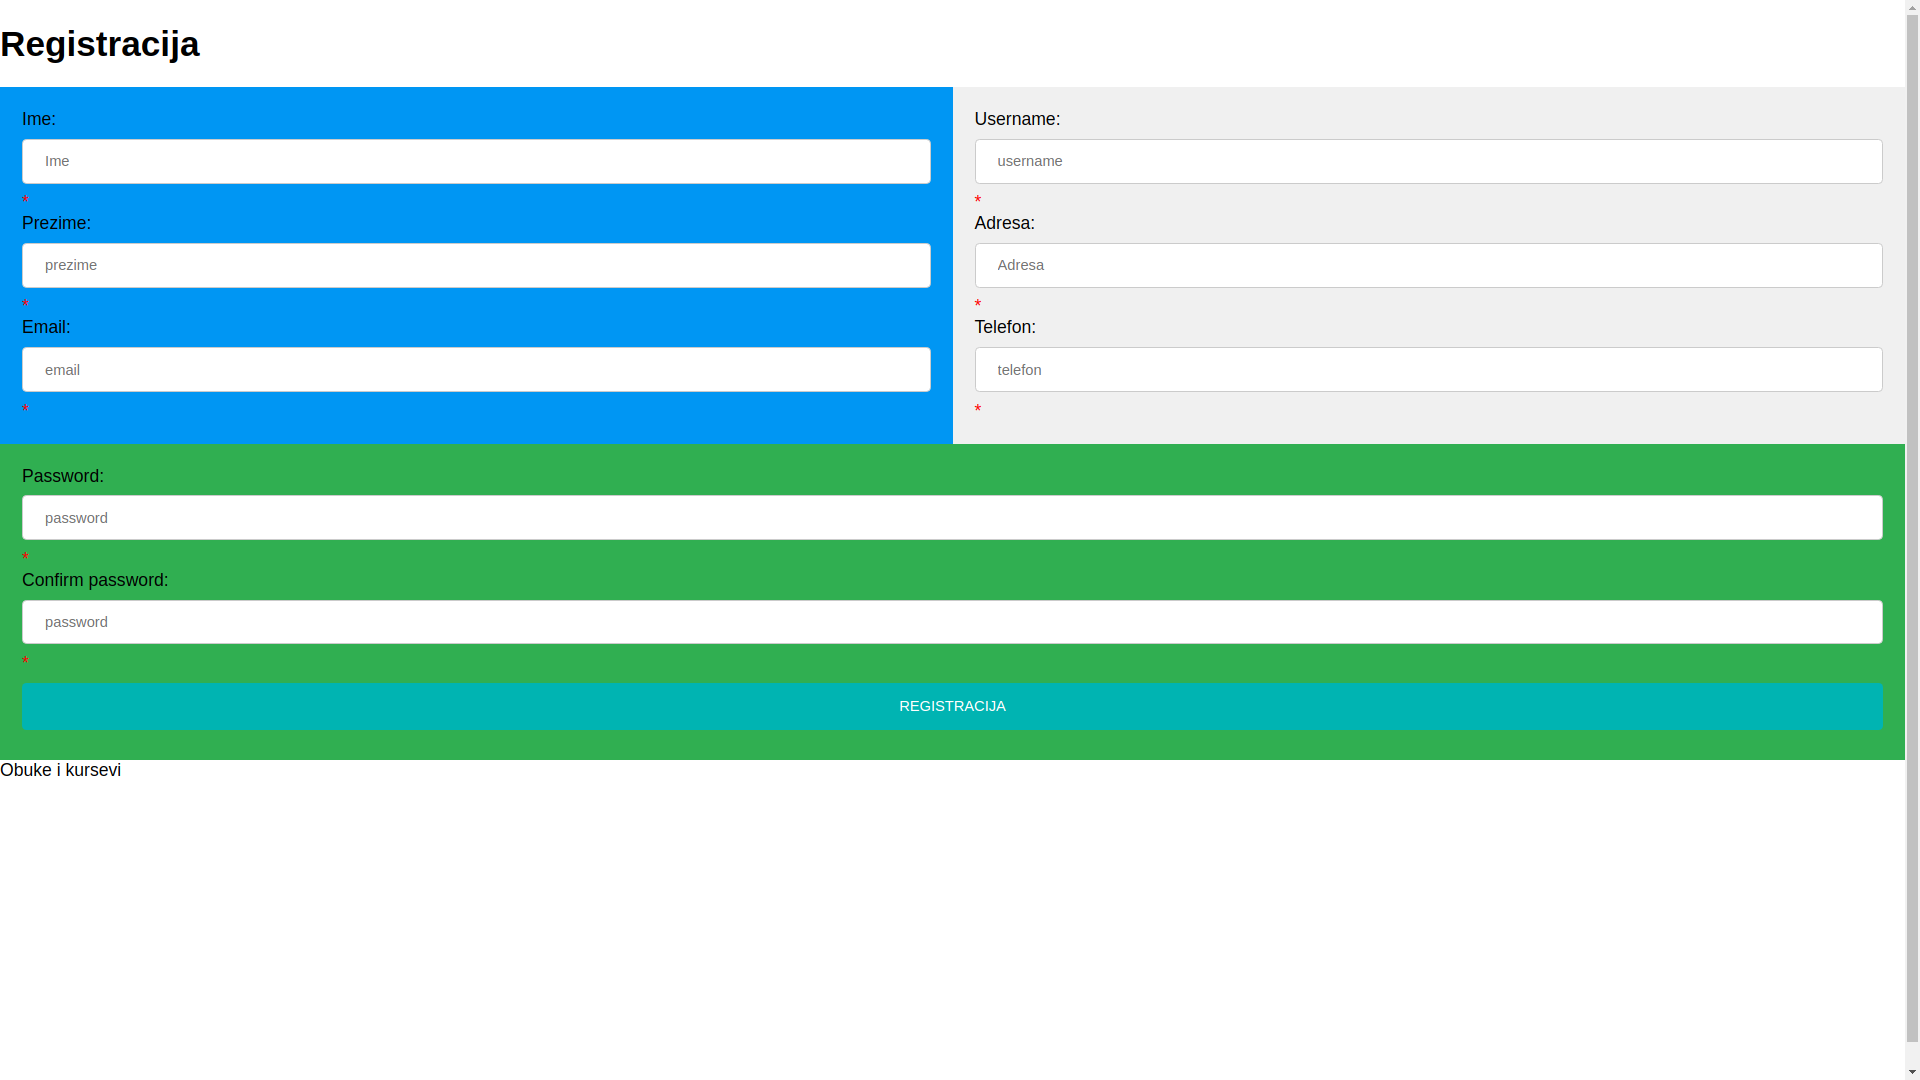 Registracija
Ime:
Ime
*
Prezime:
prezime
*
Email:
email
*
Username:
username
*
Adresa:
Adresa
*
Telefon:
telefon
*
Password:
password
*
Confirm password:
password
*
REGISTRACIJA
Obuke i kursevi